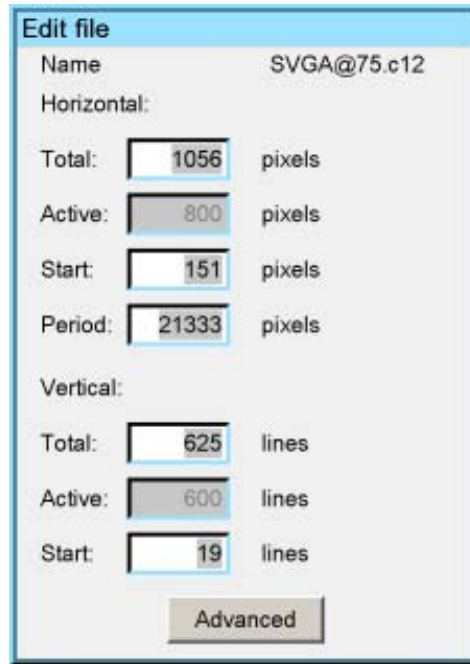 Edit file
Name SVGA@75.c12
Horizontal:
Total: 1056 pixels
Active: 800 pixels
Start: 151 pixels
Period: 21333 pixels
Vertical:
Total: 625 lines
Active: 600 lines
Start: 19 lines
Advanced